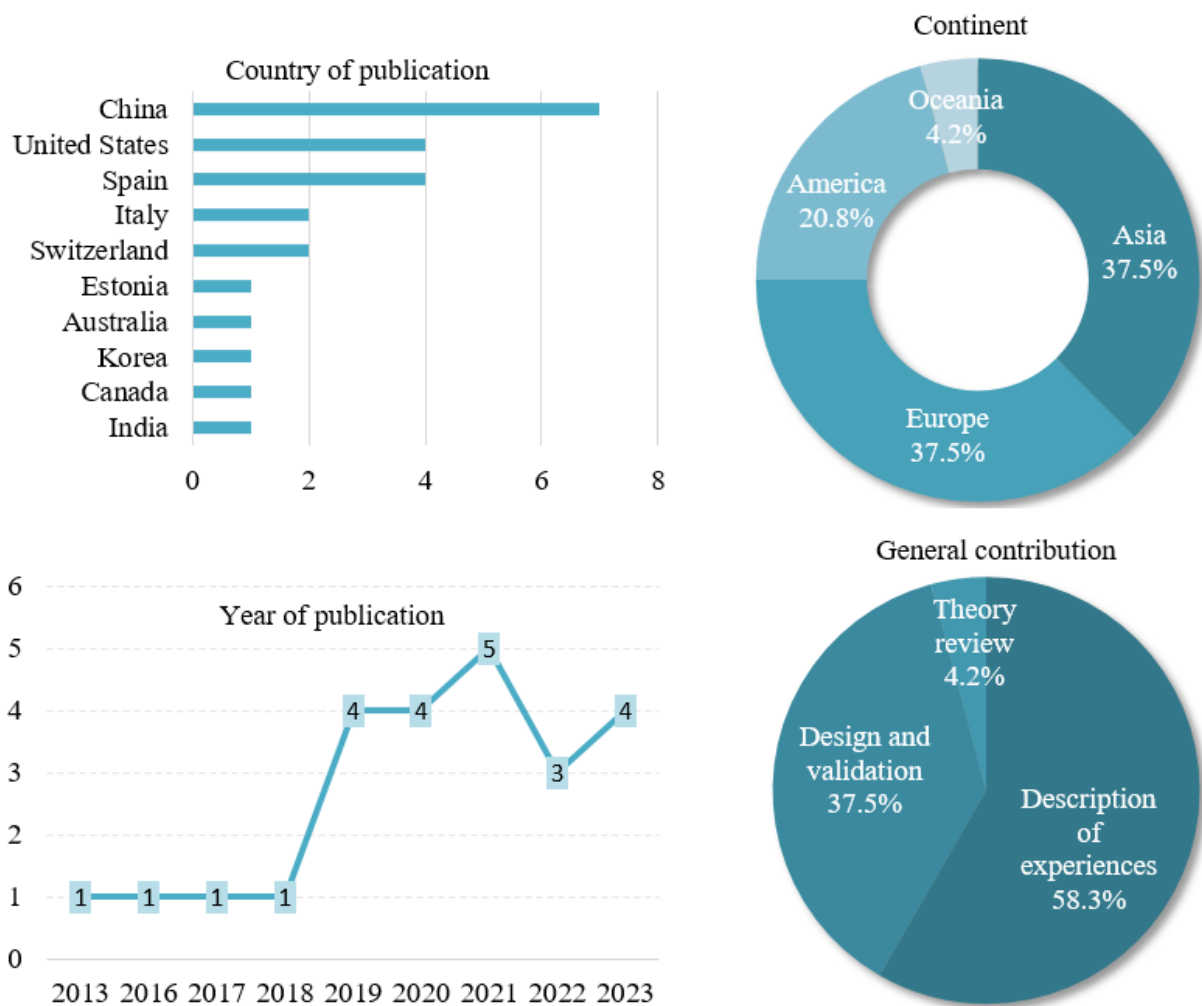 Country of publication
China
United States
Spain
Italy
Switzerland
Estonia
Australia
Korea
Canada
India
0 2 4 6 8
Continent
Oceania
4.2%
America
20.8%
Asia
37.5%
Europe
37.5%
Year of publication
6
5
4
3
2
1
0
1 1 1 1 4 4 5 3 4
2013 2016 2017 2018 2019 2020 2021 2022 2023
General contribution
Theory
review
4.2%
Design and
validation
37.5%
Description
of
experiences
58.3%